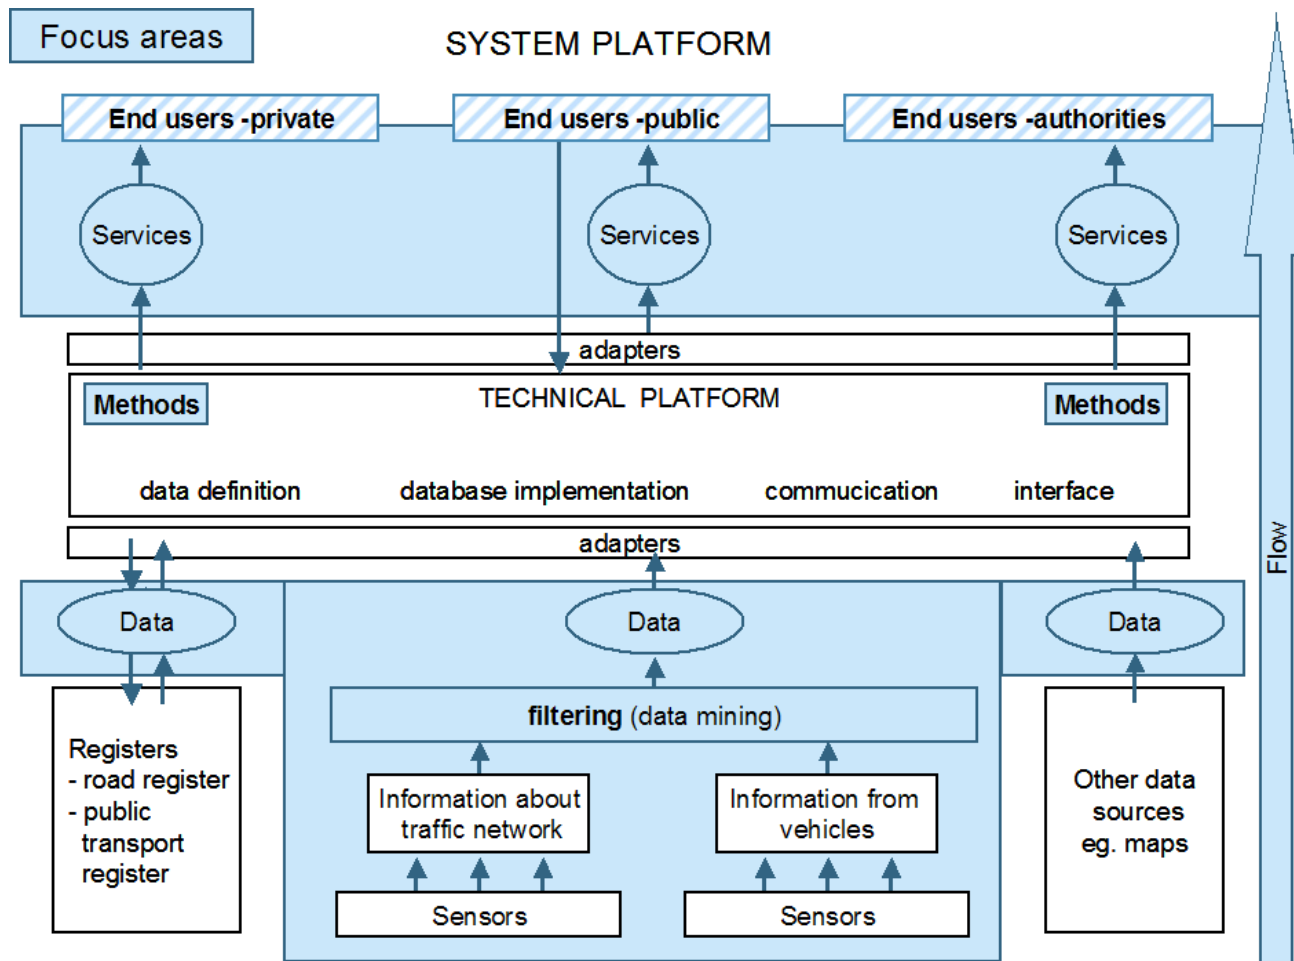 Focus areas
SYSTEM PLATFORM
End users -private
End users -public
End users -authorities
Services
Services
Services
adapters
Methods
TECHNICAL PLATFORM
Methods
data definition
database implementation
commucication
interface
adapters
Flow
Data
Data
Data
filtering (data mining)
Registers
- road register
- public
transport
register
Information about
traffic network
Information from
vehicles
Other data
sources
eg. maps
Sensors
Sensors